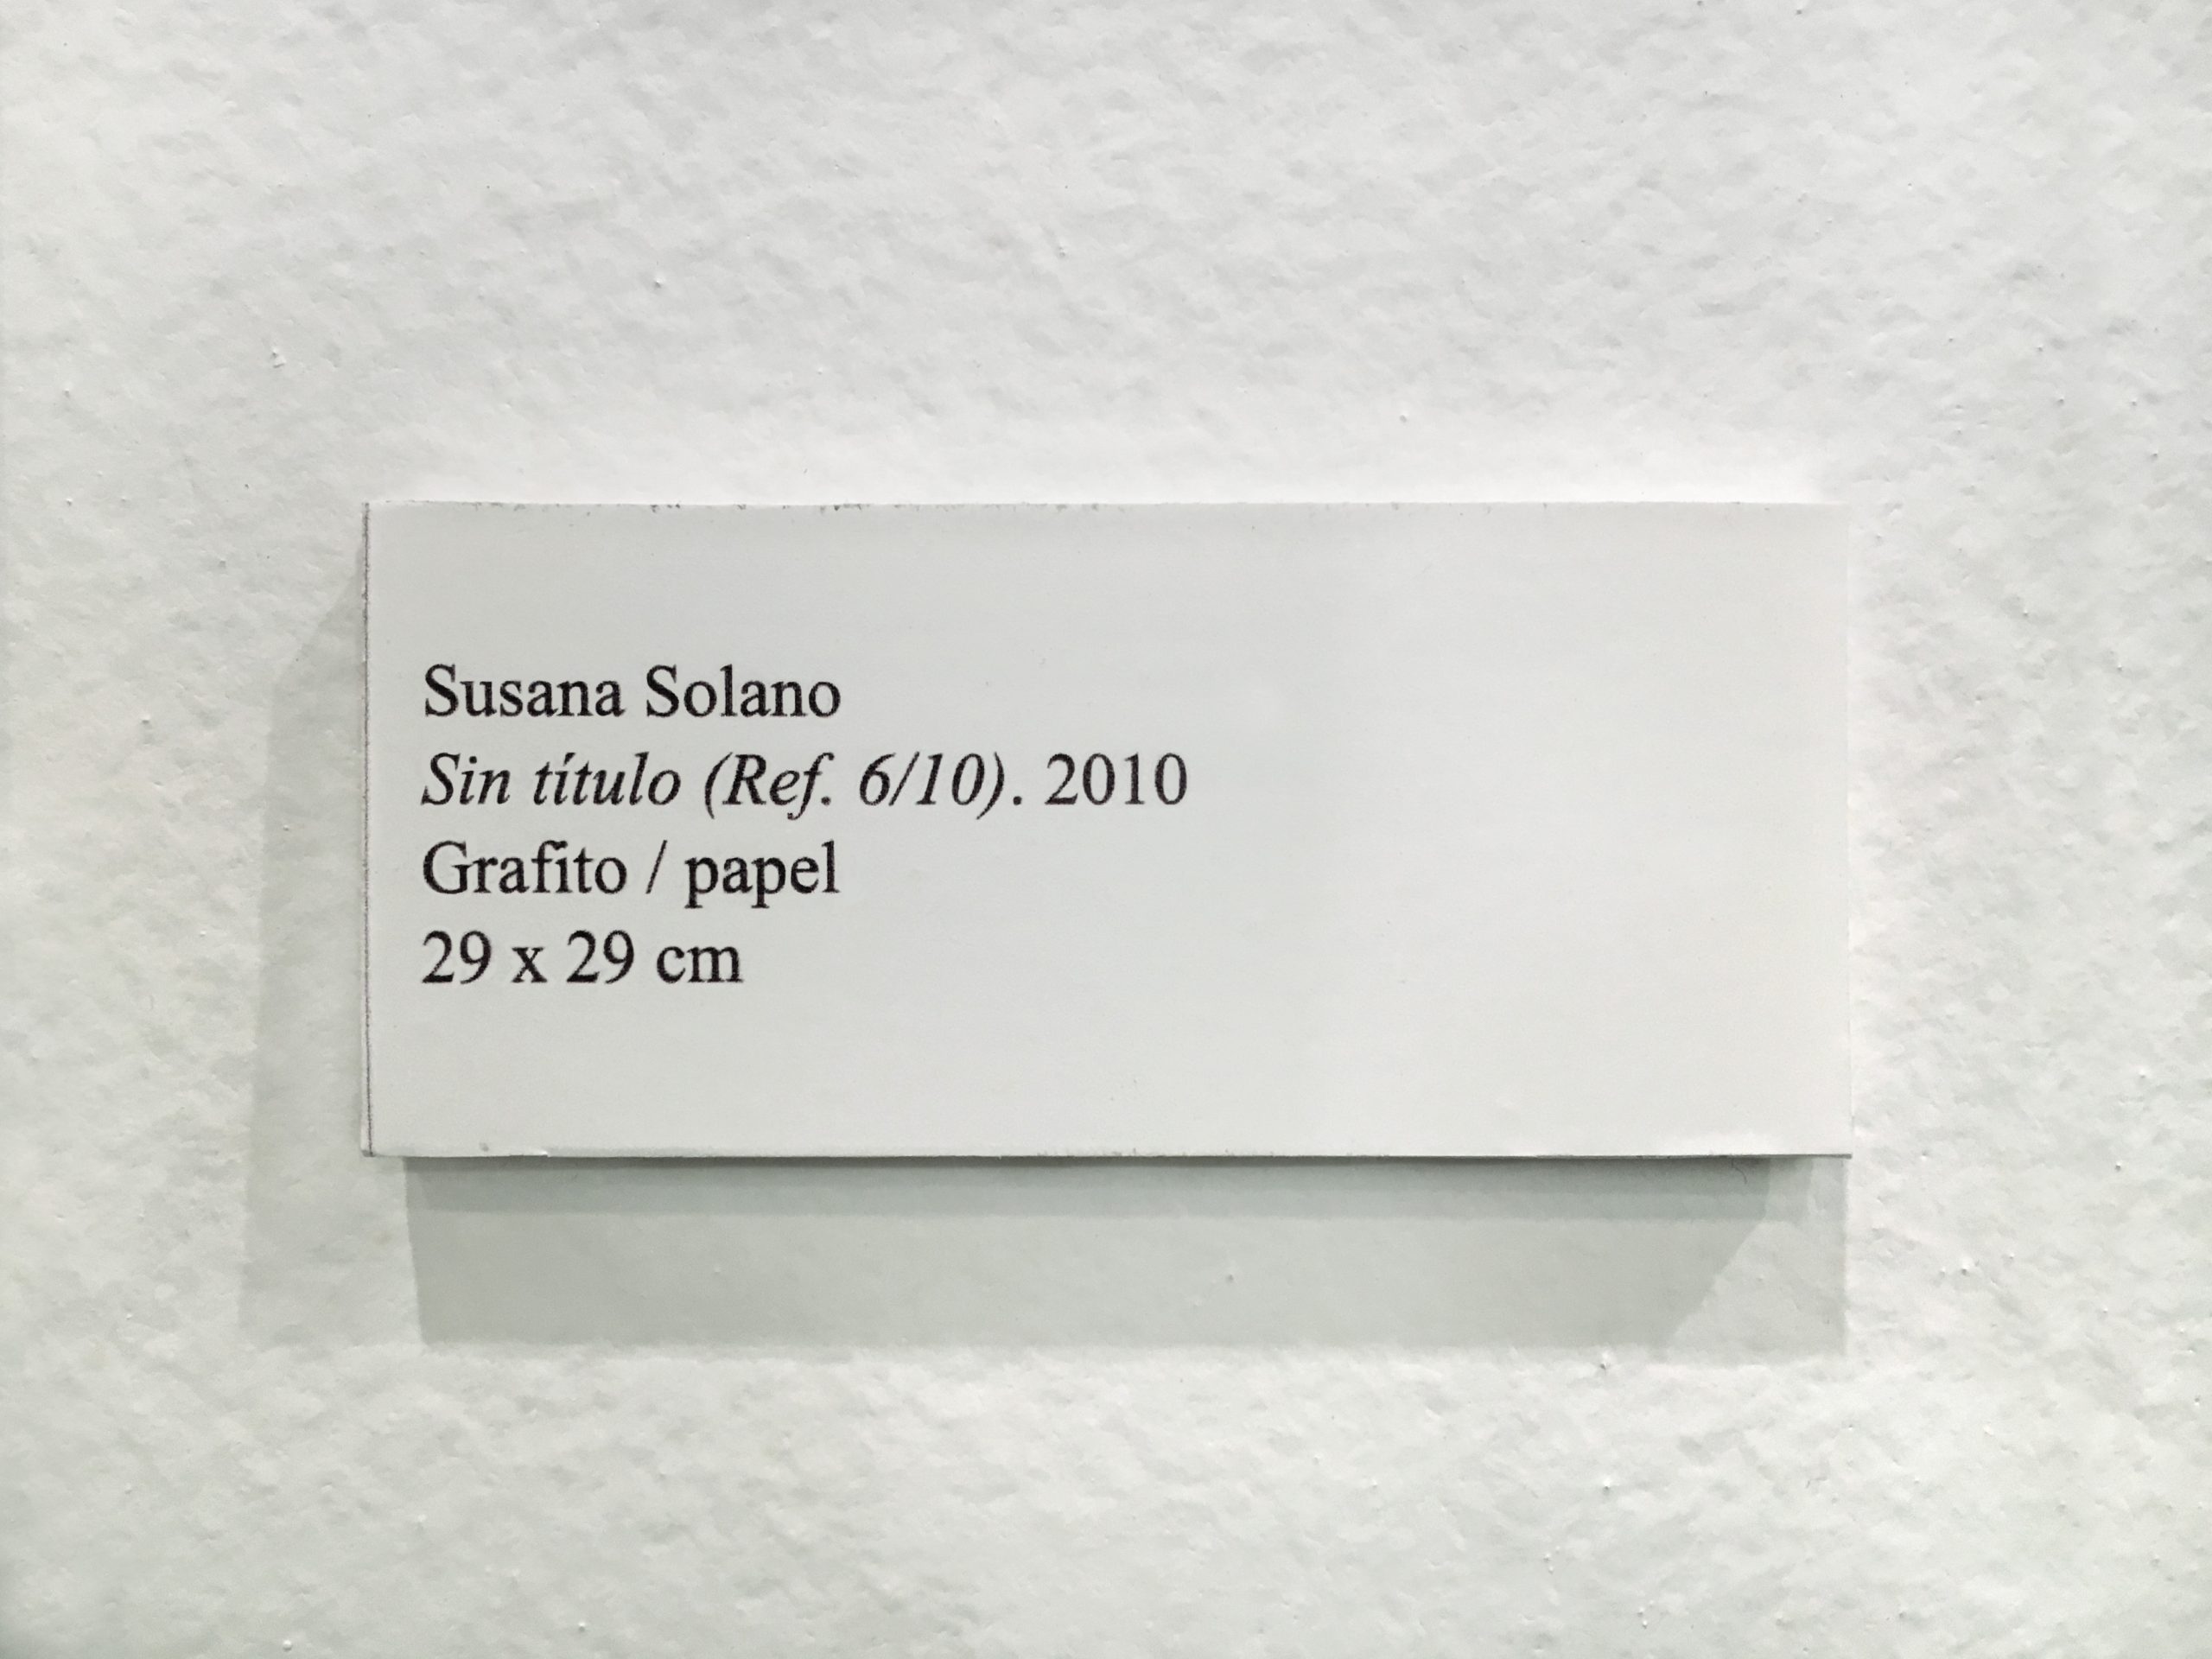 Susana Solano
Sin título (Ref. 6/10). 2010
Grafito / papel
29 x 29 cm